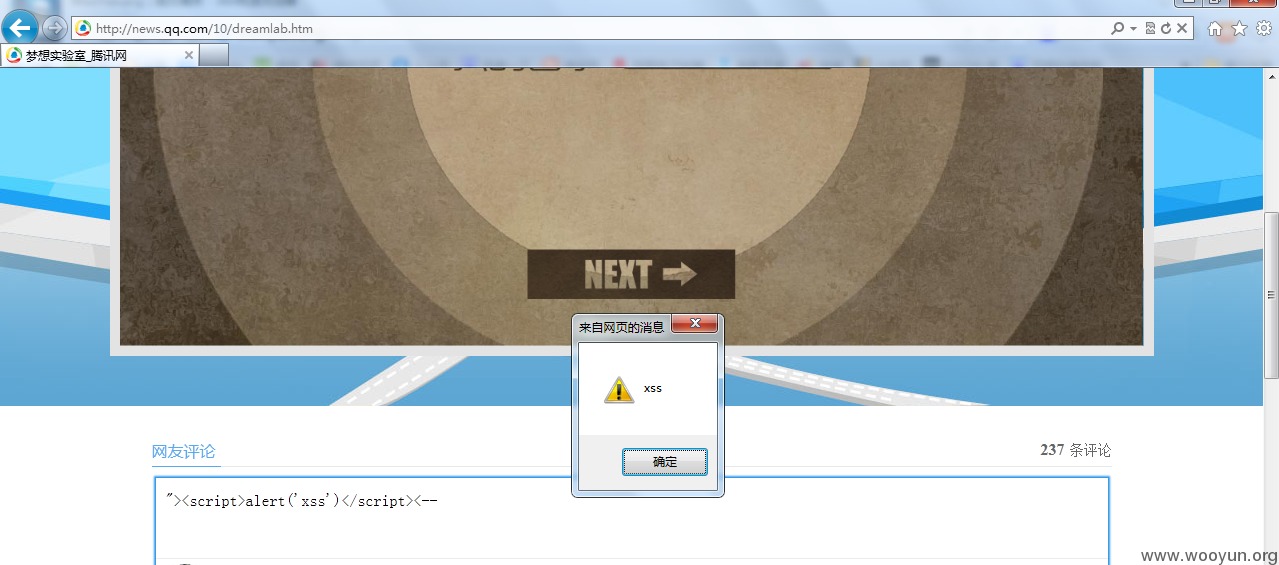 http://news.qq.com/10/dreamlab.htm
梦想实验室_腾讯网
NEXT
来自网页的消息
xss
确定
网友评论
237 条评论
"><script>alert('xss')</script><--
www.wooyun.org